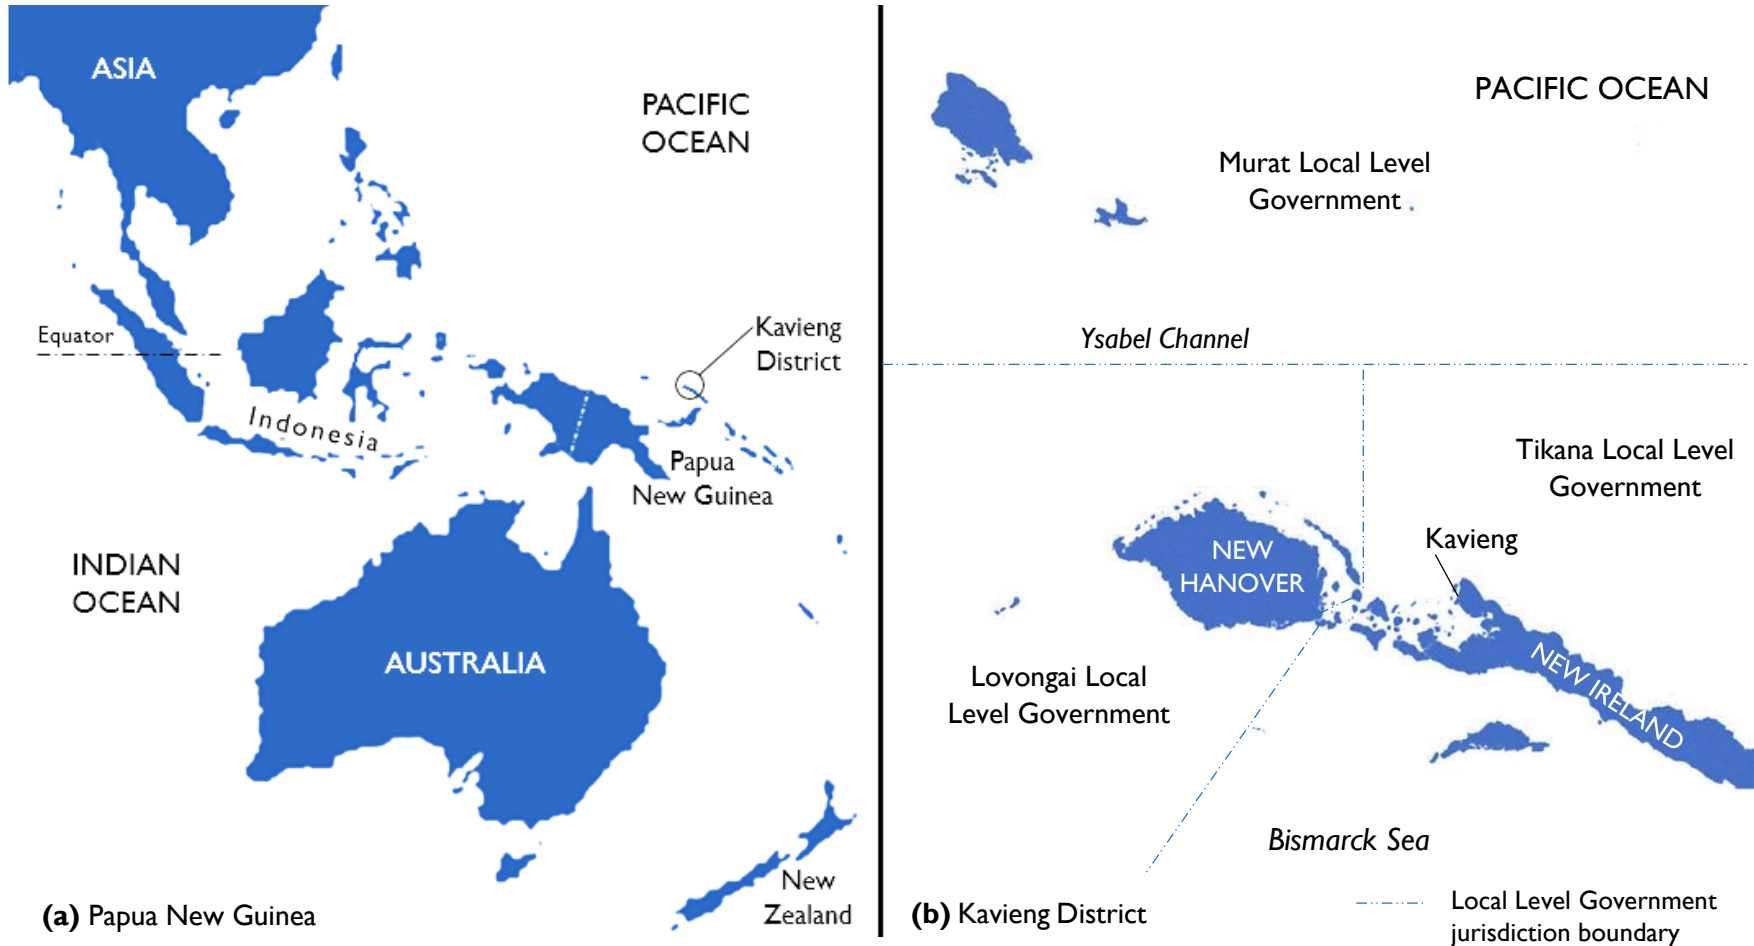 ASIA
PACIFIC
OCEAN
Equator
Kavieng
District
Indonesia
Papua
New Guinea
INDIAN
OCEAN
AUSTRALIA
New
Zealand
(a) Papua New Guinea
PACIFIC OCEAN
Murat Local Level
Government
Ysabel Channel
Tikana Local Level
Government
Kavieng
NEW
HANOVER
NEW IRELAND
Lovongai Local
Level Government
Bismarck Sea
(b) Kavieng District
Local Level Government
jurisdiction boundary